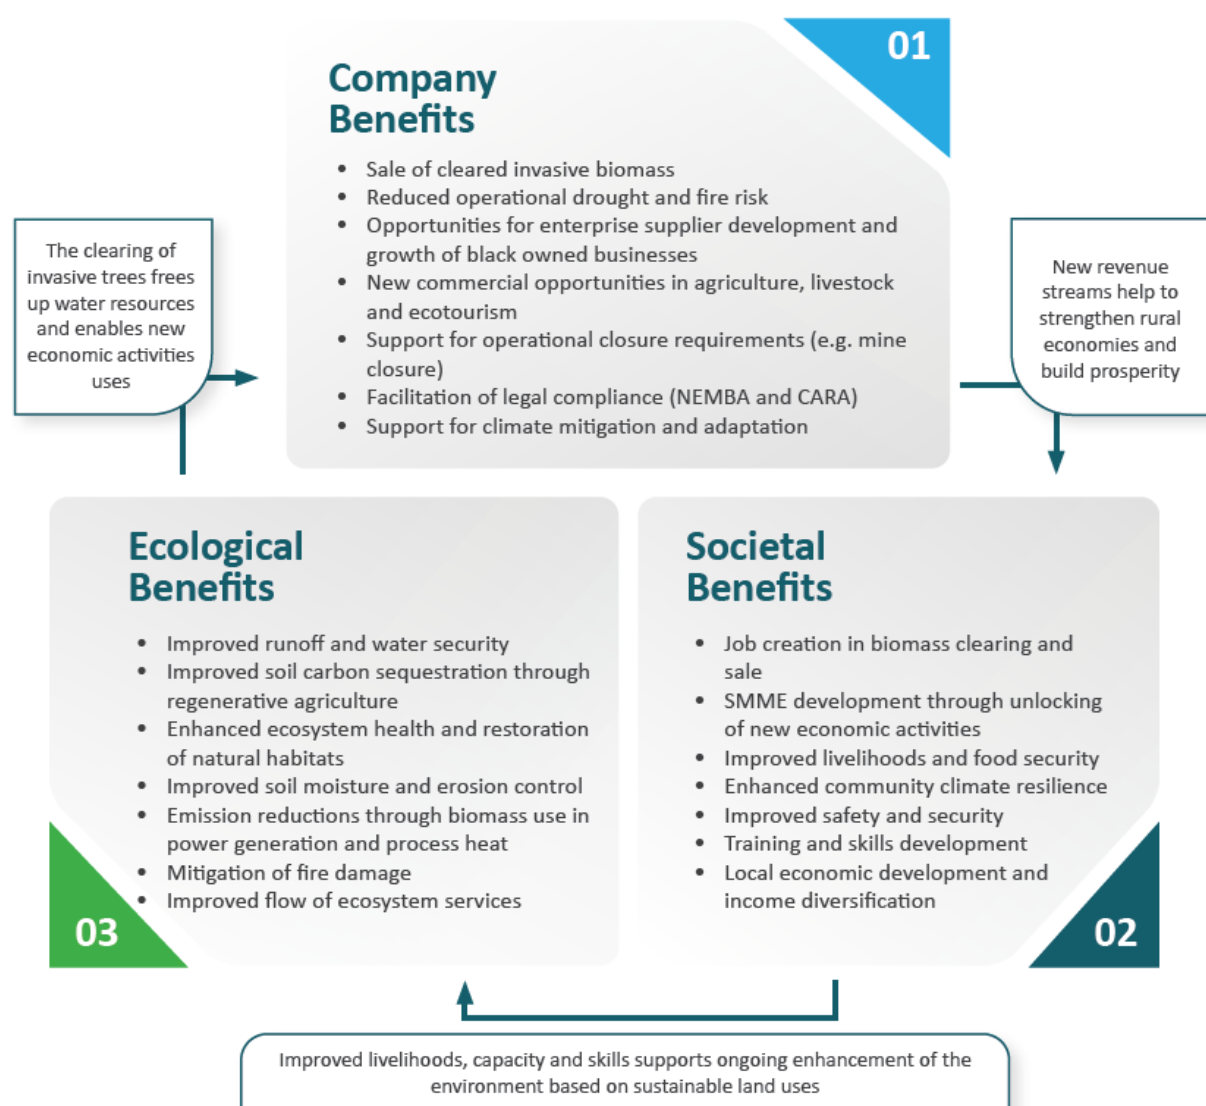 01
Company
Benefits
• Sale of cleared invasive biomass
• Reduced operational drought and fire risk
• Opportunities for enterprise supplier development and
growth of black owned businesses
• New commercial opportunities in agriculture, livestock
and ecotourism
• Support for operational closure requirements (e.g. mine
closure)
• Facilitation of legal compliance (NEMBA and CARA)
• Support for climate mitigation and adaptation
The clearing of
invasive trees frees
up water resources
and enables new
economic activities
uses
New revenue
streams help to
strengthen rural
economies and
build prosperity
Ecological
Benefits
• Improved runoff and water security
• Improved soil carbon sequestration through
regenerative agriculture
• Enhanced ecosystem health and restoration
of natural habitats
• Improved soil moisture and erosion control
• Emission reductions through biomass use in
power generation and process heat
• Mitigation of fire damage
• Improved flow of ecosystem services
03
Societal
Benefits
• Job creation in biomass clearing and
sale
• SMME development through unlocking
of new economic activities
• Improved livelihoods and food security
• Enhanced community climate resilience
• Improved safety and security
• Training and skills development
• Local economic development and
income diversification
02
Improved livelihoods, capacity and skills supports ongoing enhancement of the
environment based on sustainable land uses